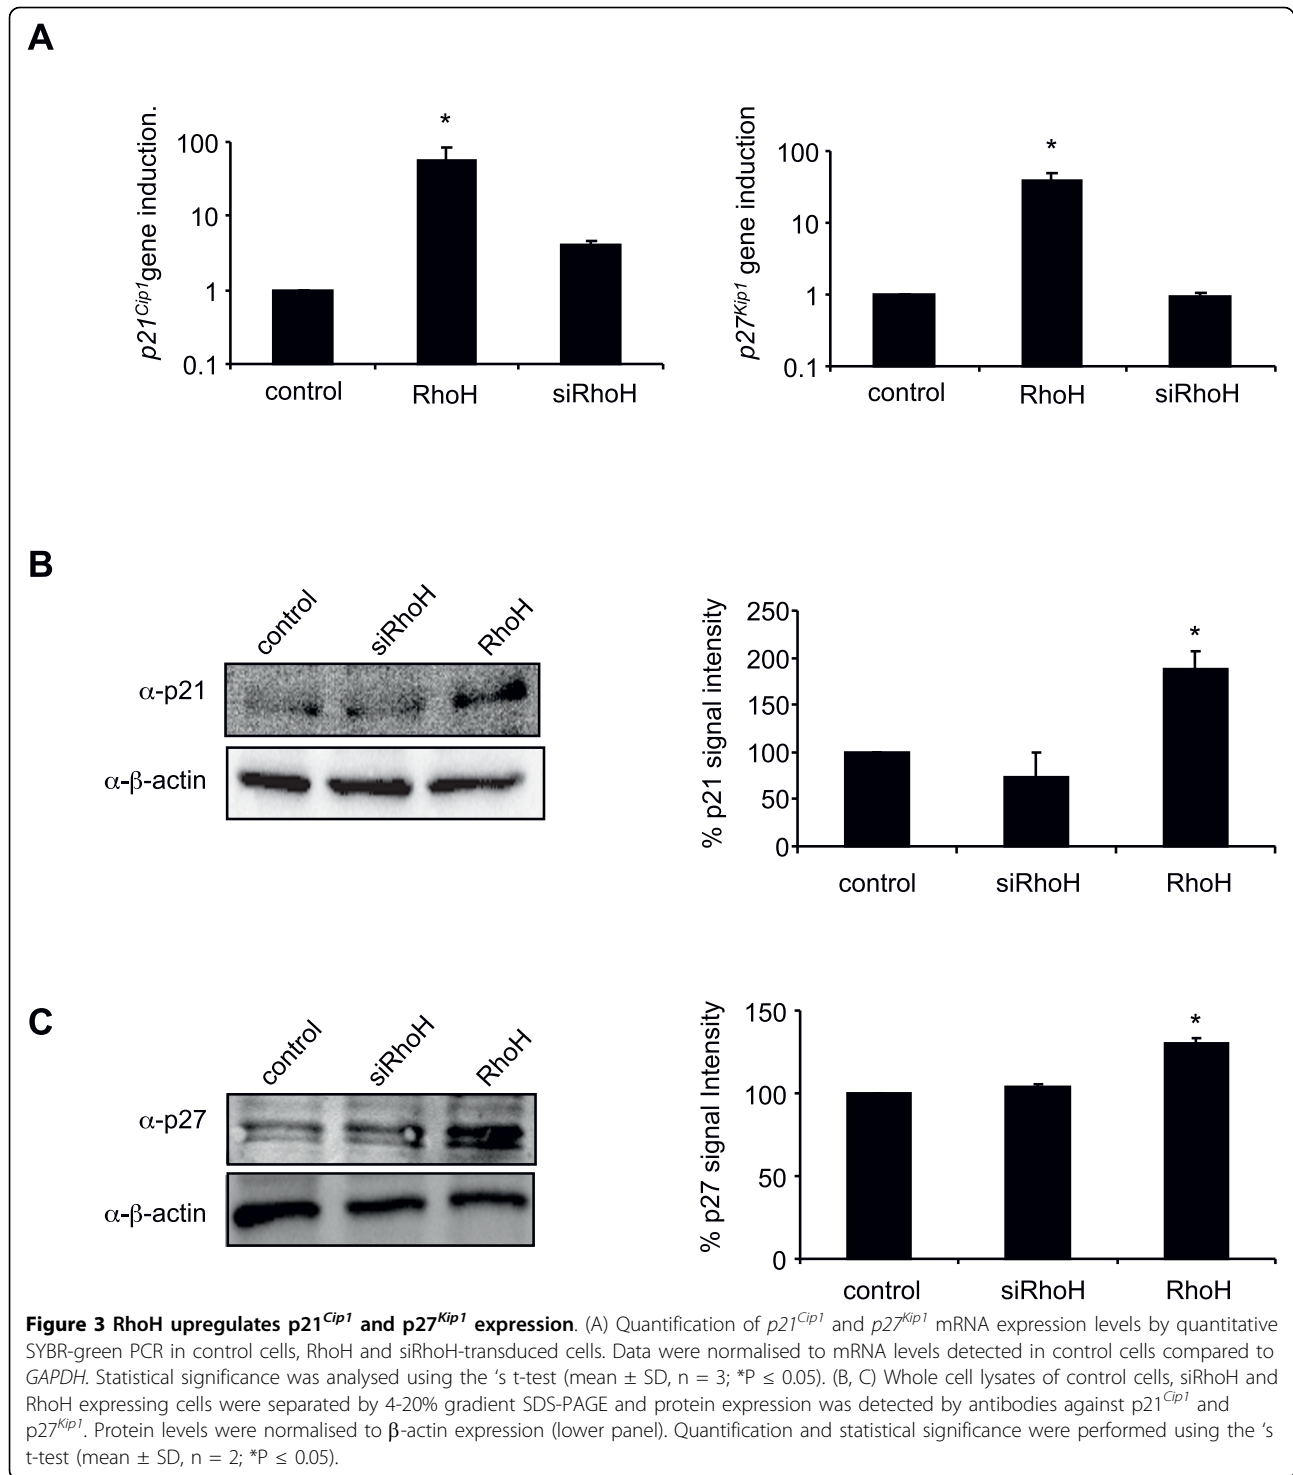 A
p21Cip1gene induction.
100
10
1
0.1
*
control
RhoH
siRhoH
p27Kip1 gene induction
100
10
1
0.1
*
control
RhoH
siRhoH
B
control
siRhoH
RhoH
α-p21
α-β-actin
% p21 signal intensity
250
200
150
100
50
0
*
control
siRhoH
RhoH
C
control
siRhoH
RhoH
α-p27
α-β-actin
% p27 signal Intensity
150
100
50
0
*
control
siRhoH
RhoH
Figure 3 RhoH upregulates p21Cip1 and p27Kip1 expression. (A) Quantification of p21Cip1 and p27Kip1 mRNA expression levels by quantitative
SYBR-green PCR in control cells, RhoH and siRhoH-transduced cells. Data were normalised to mRNA levels detected in control cells compared to
GAPDH. Statistical significance was analysed using the ‘s t-test (mean ± SD, n = 3; *P ≤ 0.05). (B, C) Whole cell lysates of control cells, siRhoH and
RhoH expressing cells were separated by 4-20% gradient SDS-PAGE and protein expression was detected by antibodies against p21Cip1 and
p27Kip1. Protein levels were normalised to β-actin expression (lower panel). Quantification and statistical significance were performed using the ‘s
t-test (mean ± SD, n = 2; *P ≤ 0.05).